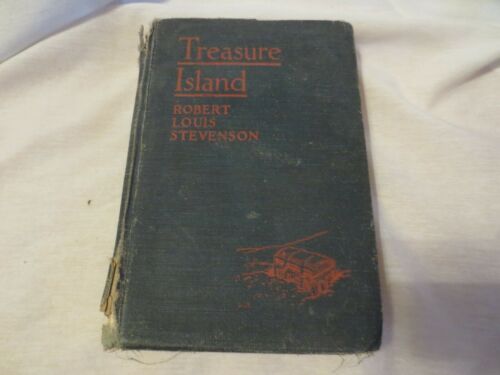 Treasure
Island
ROBERT
LOUIS
STEVENSON